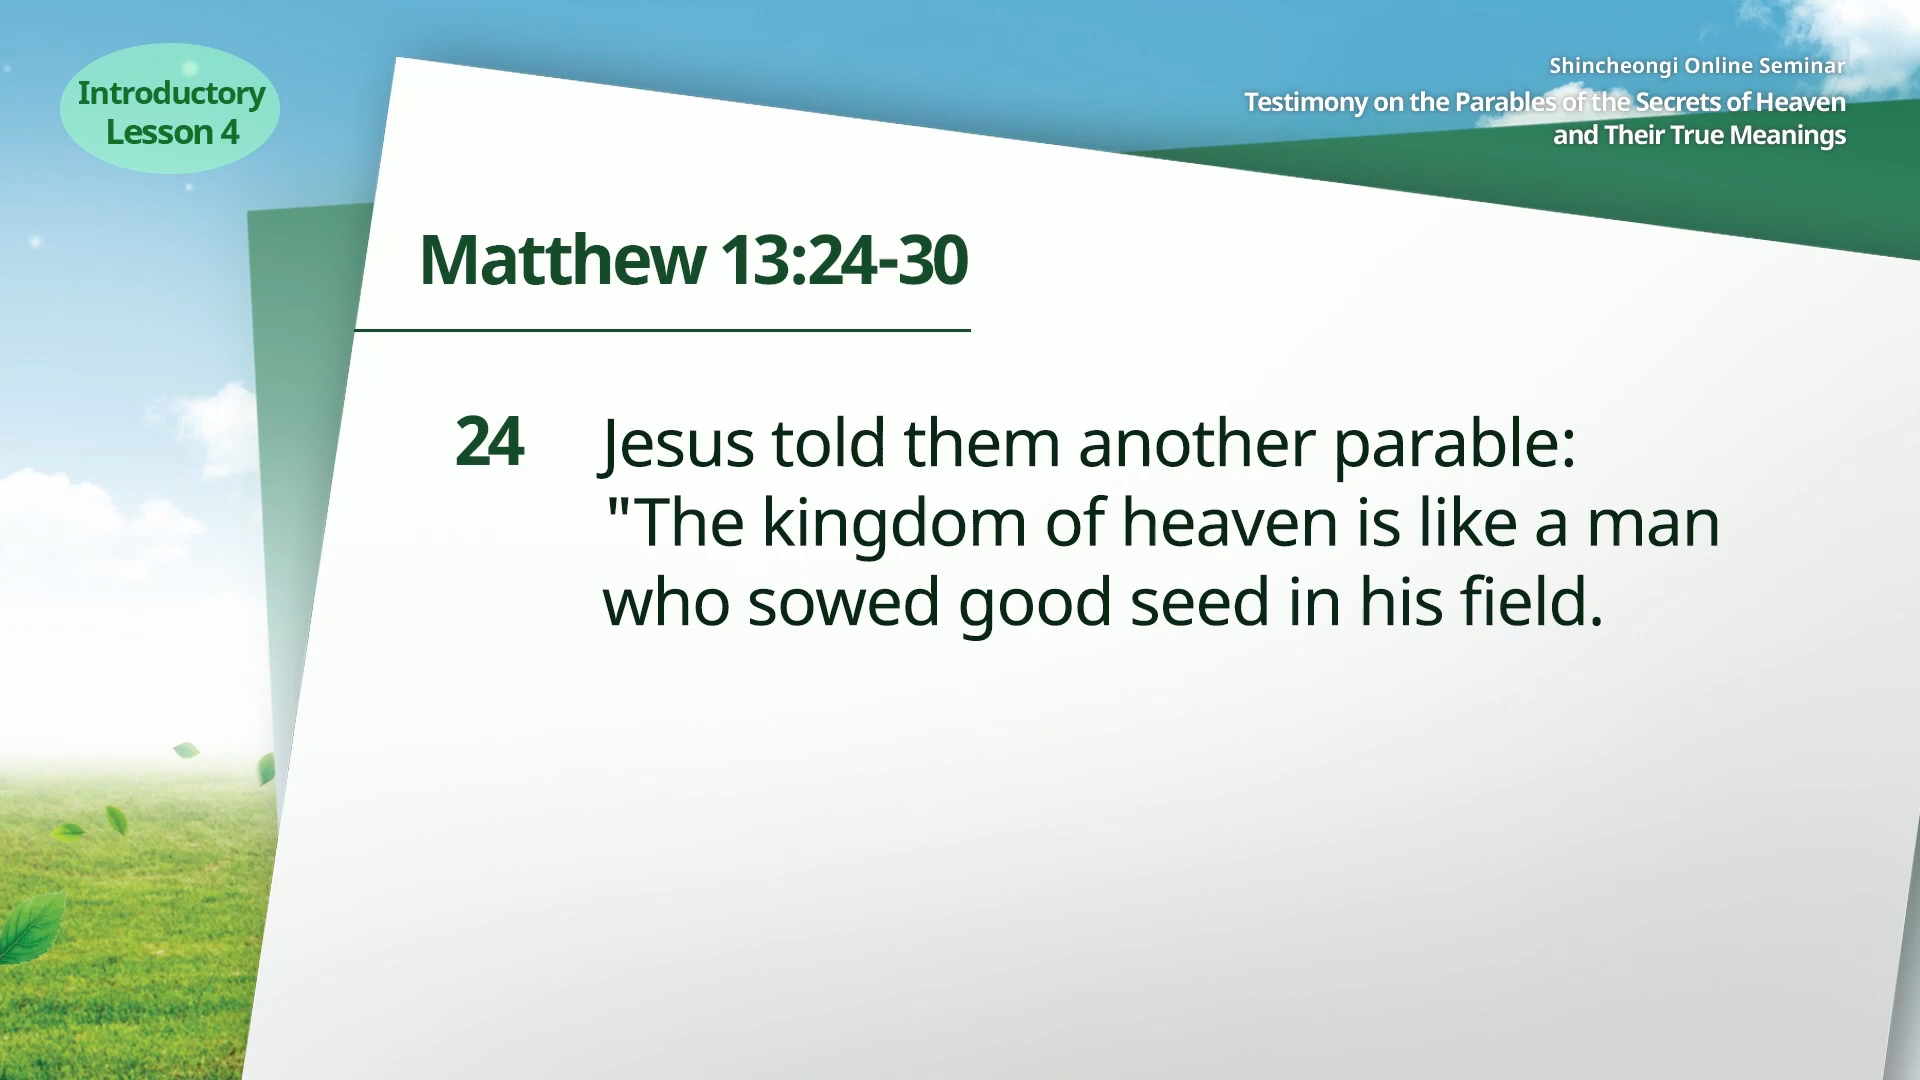 Introductory
Lesson 4
Shincheongi Online Seminar
Testimony on the Parables of the Secrets of Heaven
and Their True Meanings
Matthew 13:24-30
24 Jesus told them another parable:
"The kingdom of heaven is like a man
who sowed good seed in his field.